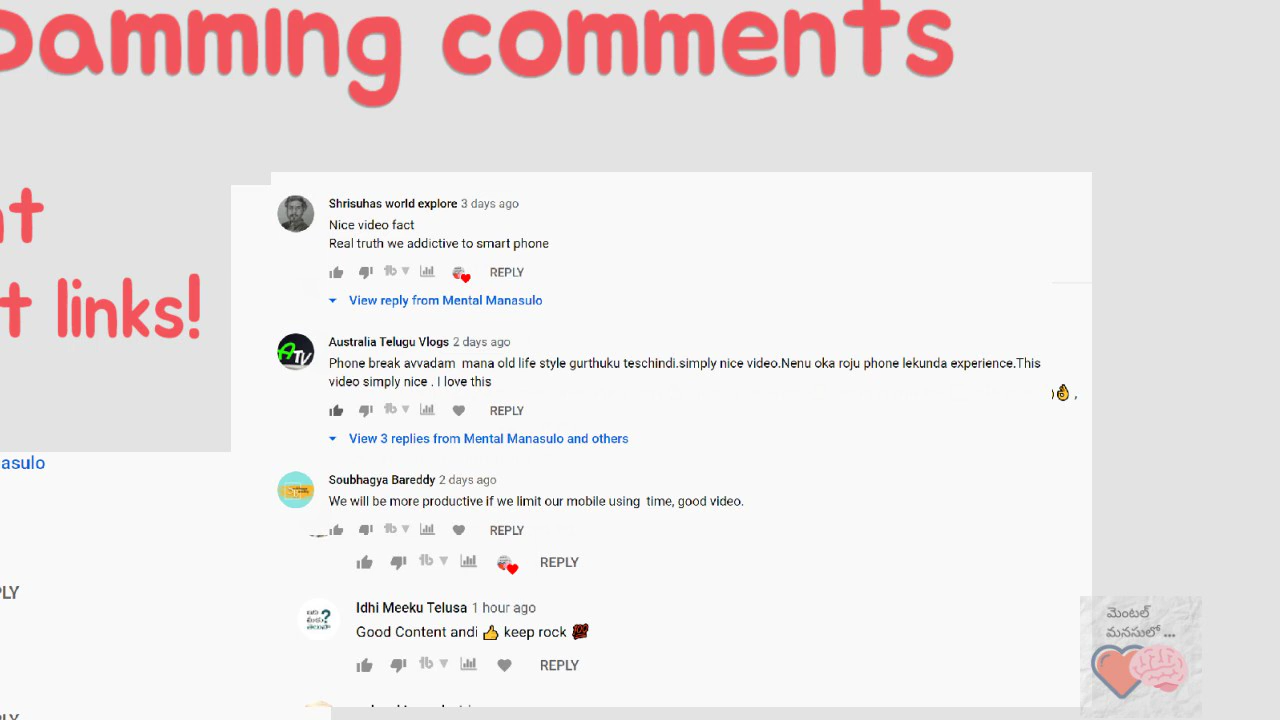 pamming comments
t
t links!
Shrisuhas world explore 3 days ago
Nice video fact
Real truth we addictive to smart phone
REPLY
View reply from Mental Manasulo
Australia Telugu Vlogs 2 days ago
ATV
Phone break avvadam mana old life style gurthuku teschindi.simply nice video.Nenu oka roju phone lekunda experience.This
video simply nice . I love this
)👌 ,
REPLY
View 3 replies from Mental Manasulo and others
asulo
Soubhagya Bareddy 2 days ago
We will be more productive if we limit our mobile using time, good video.
REPLY
REPLY
PLY
Idhi Meeku Telusa 1 hour ago
Good Content andi 👍 keep rock 💯
REPLY
మెంటల్
మనసులో ...